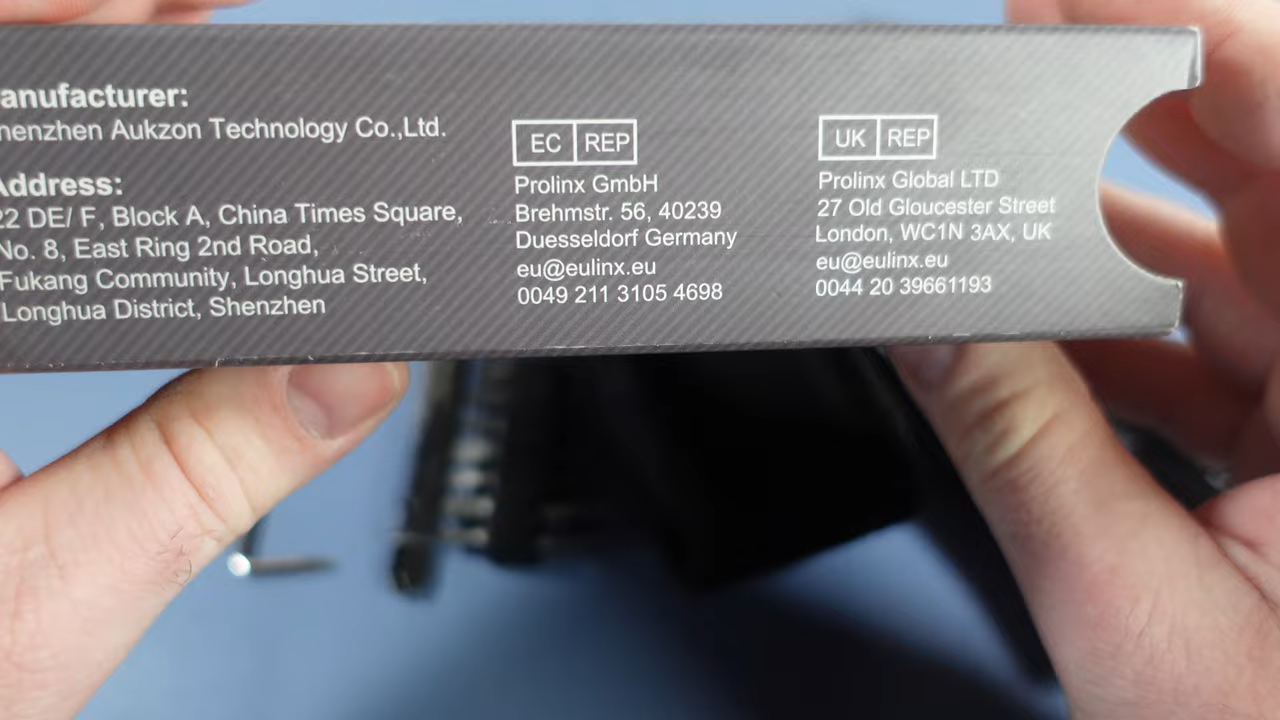 anufacturer:
henzhen Aukzon Technology Co.,Ltd.
Address:
22 DE/ F, Block A, China Times Square,
No. 8, East Ring 2nd Road,
Fukang Community, Longhua Street,
Longhua District, Shenzhen
EC REP
Prolinx GmbH
Brehmstr. 56, 40239
Duesseldorf Germany
eu@eulinx.eu
0049 211 3105 4698
UK REP
Prolinx Global LTD
27 Old Gloucester Street
London, WC1N 3AX, UK
eu@eulinx.eu
0044 20 39661193